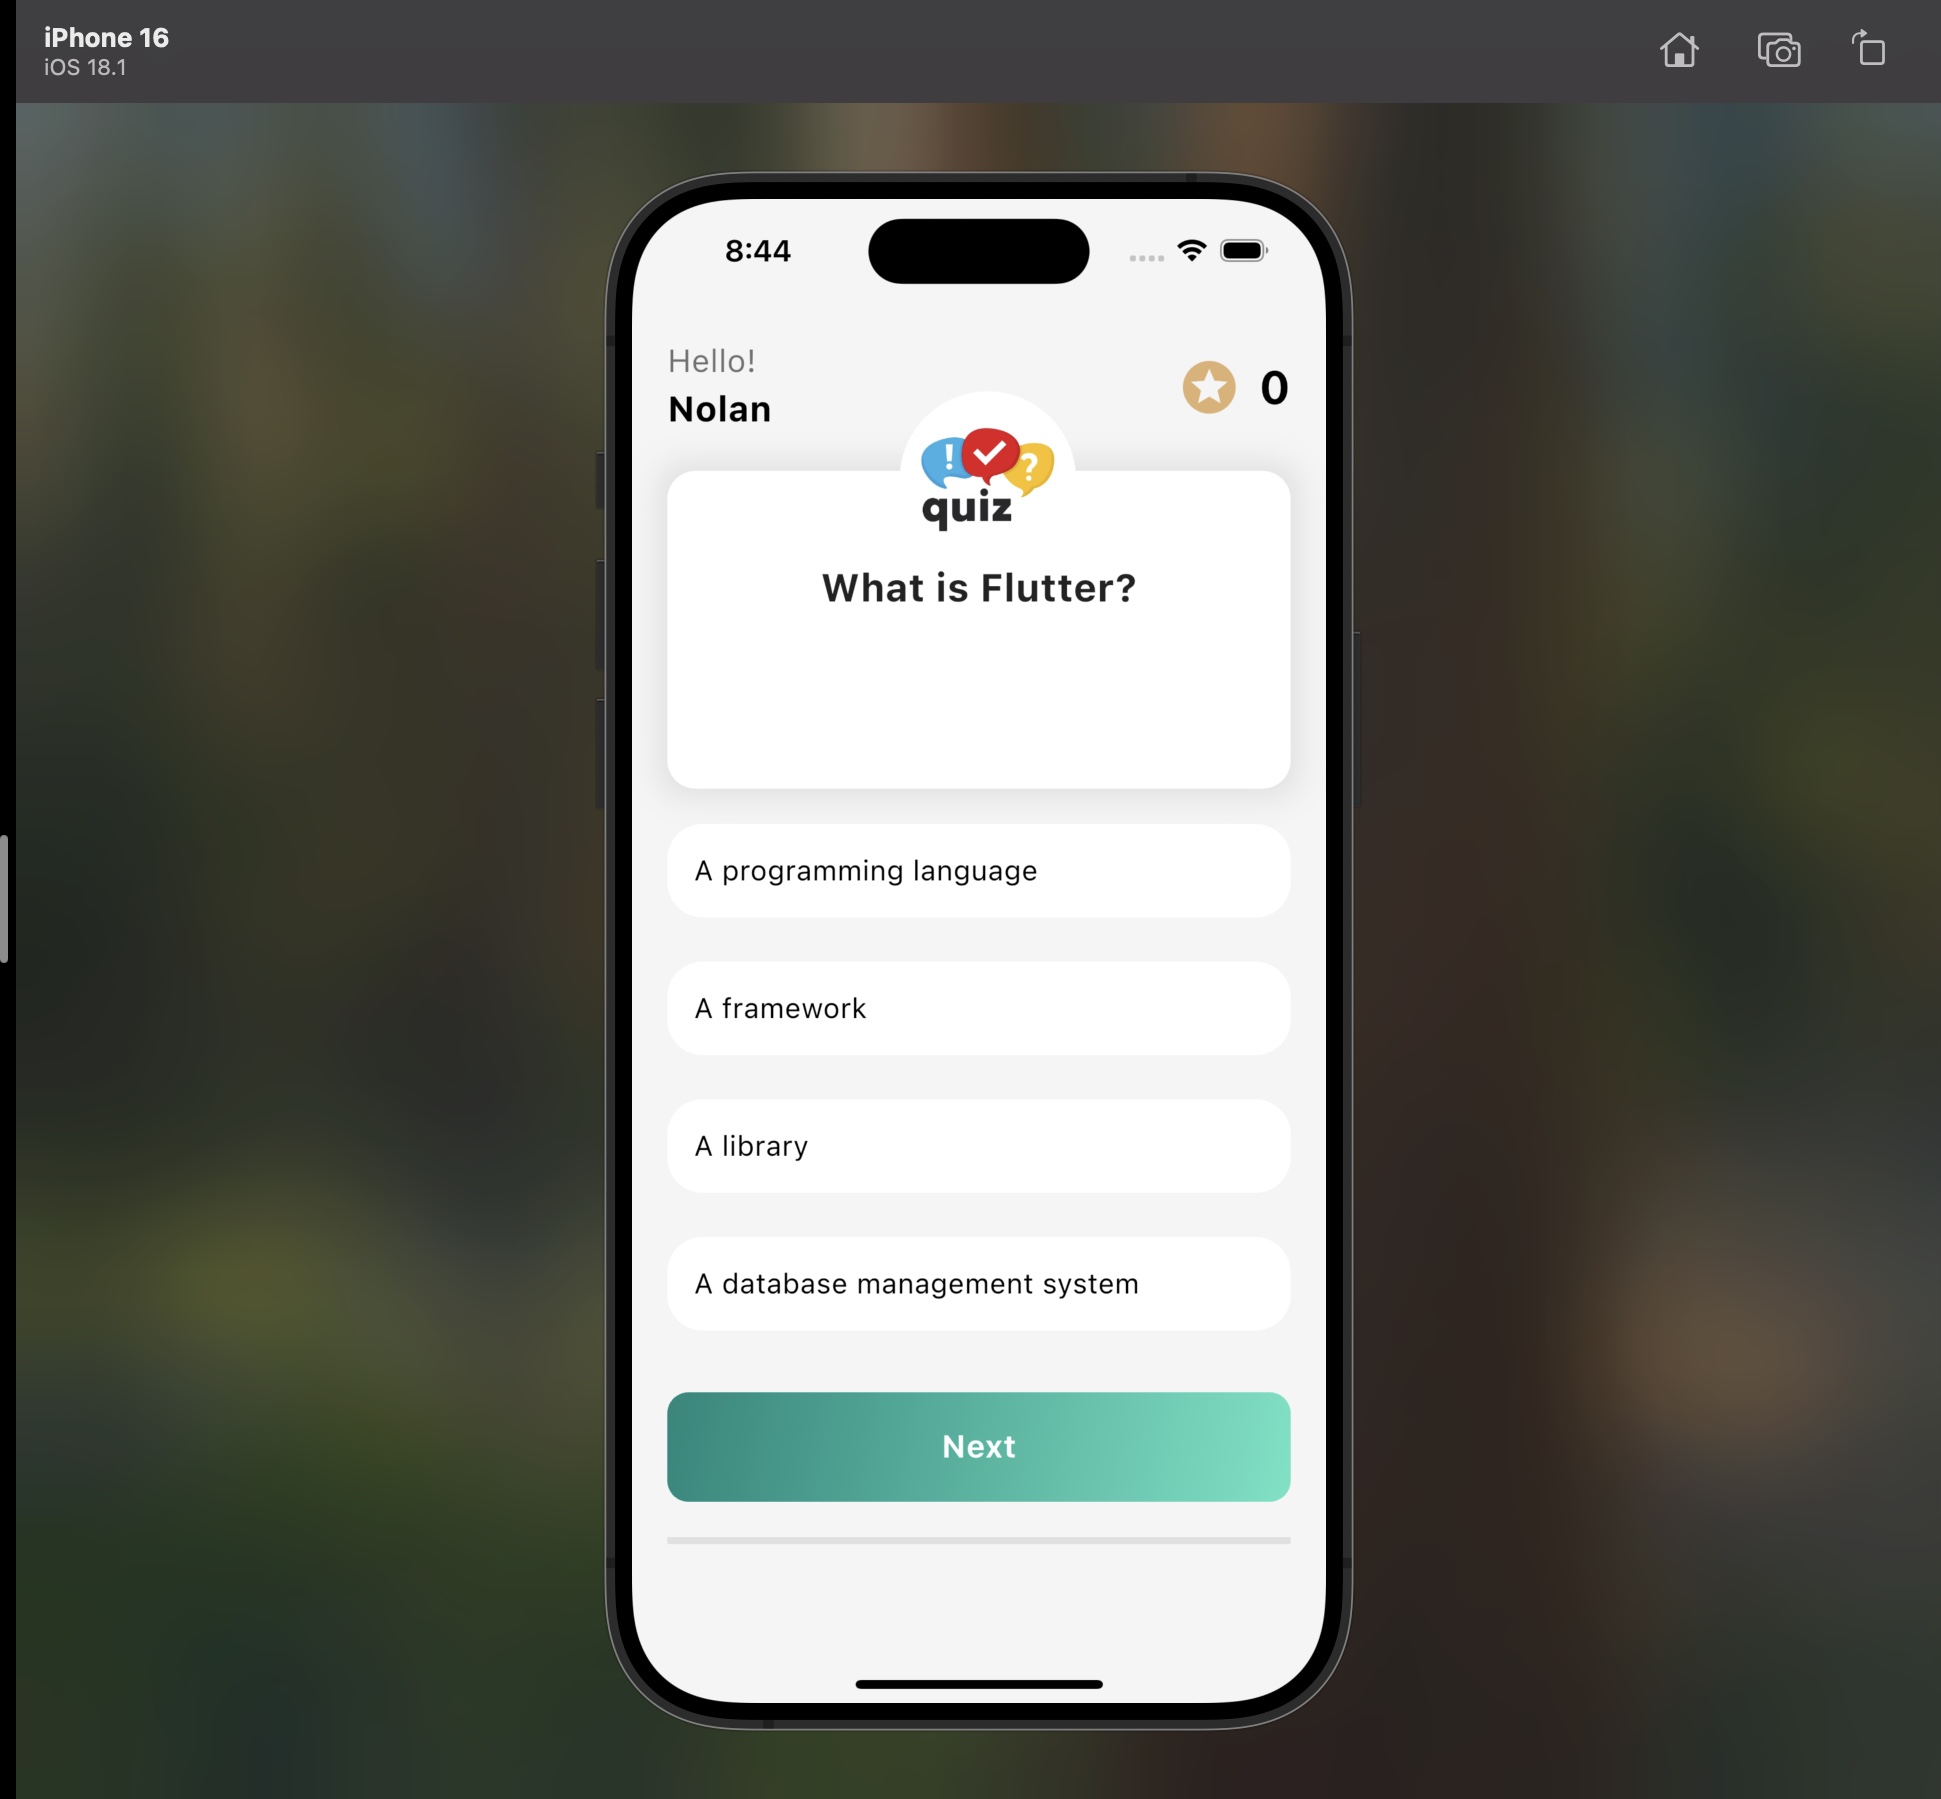 iPhone 16
iOS 18.1
8:44
Hello!
Nolan
0
! ?
quiz
What is Flutter?
A programming language
A framework
A library
A database management system
Next